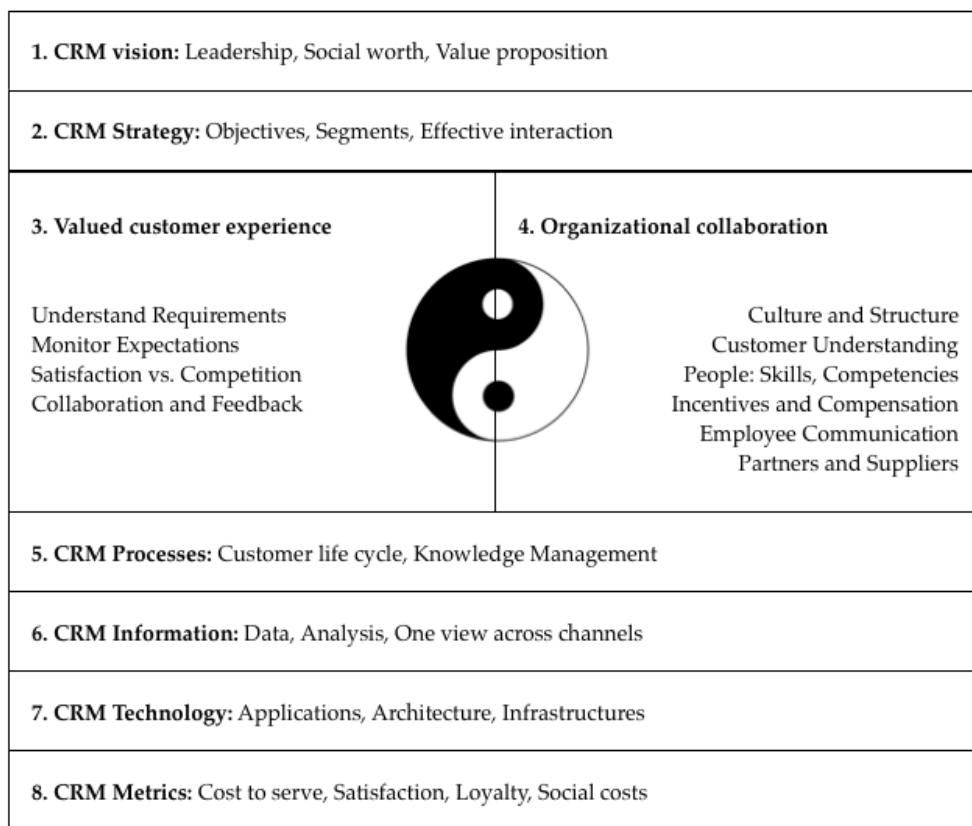 1. CRM vision: Leadership, Social worth, Value proposition
2. CRM Strategy: Objectives, Segments, Effective interaction
3. Valued customer experience
Understand Requirements
Monitor Expectations
Satisfaction vs. Competition
Collaboration and Feedback
4. Organizational collaboration
Culture and Structure
Customer Understanding
People: Skills, Competencies
Incentives and Compensation
Employee Communication
Partners and Suppliers
5. CRM Processes: Customer life cycle, Knowledge Management
6. CRM Information: Data, Analysis, One view across channels
7. CRM Technology: Applications, Architecture, Infrastructures
8. CRM Metrics: Cost to serve, Satisfaction, Loyalty, Social costs